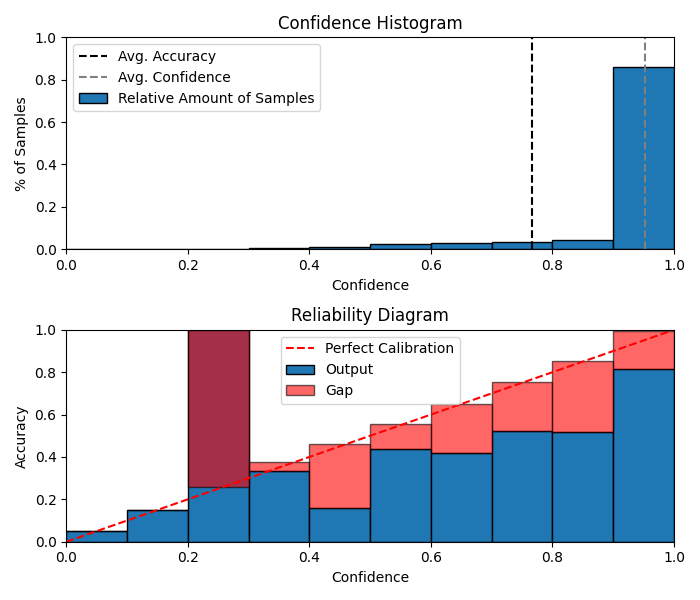 Confidence Histogram
1.0
0.8
0.6
0.4
0.2
0.0
% of Samples
Avg. Accuracy
Avg. Confidence
Relative Amount of Samples
0.0 0.2 0.4 0.6 0.8 1.0
Confidence
Reliability Diagram
1.0
0.8
0.6
0.4
0.2
0.0
Accuracy
Perfect Calibration
Output
Gap
0.0 0.2 0.4 0.6 0.8 1.0
Confidence